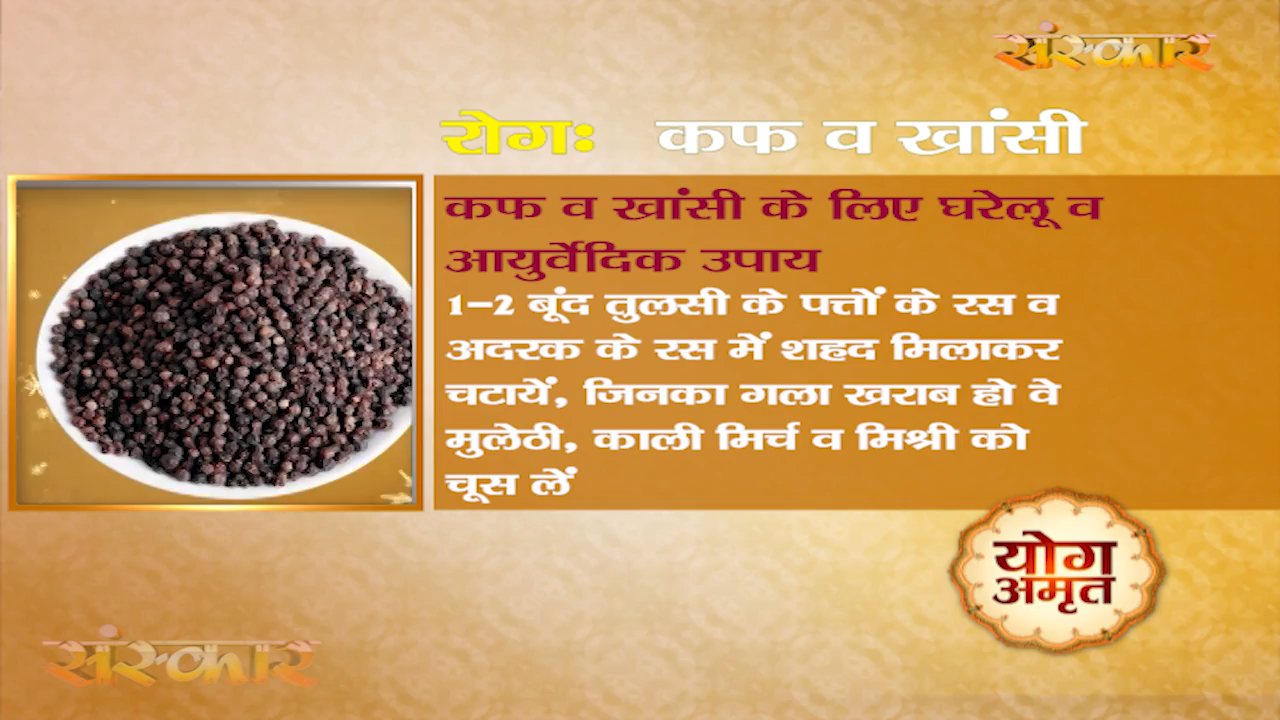 संस्कार
रोगः कफ व खांसी
कफ व खांसी के लिए घरेलू व
आयुर्वेदिक उपाय
1-2 बूंद तुलसी के पत्तों के रस व
अदरक के रस में शहद मिलाकर
चटायें, जिनका गला खराब हो वे
मुलेठी, काली मिर्च व मिश्री को
चूस लें
योग
अमृत
संस्कार